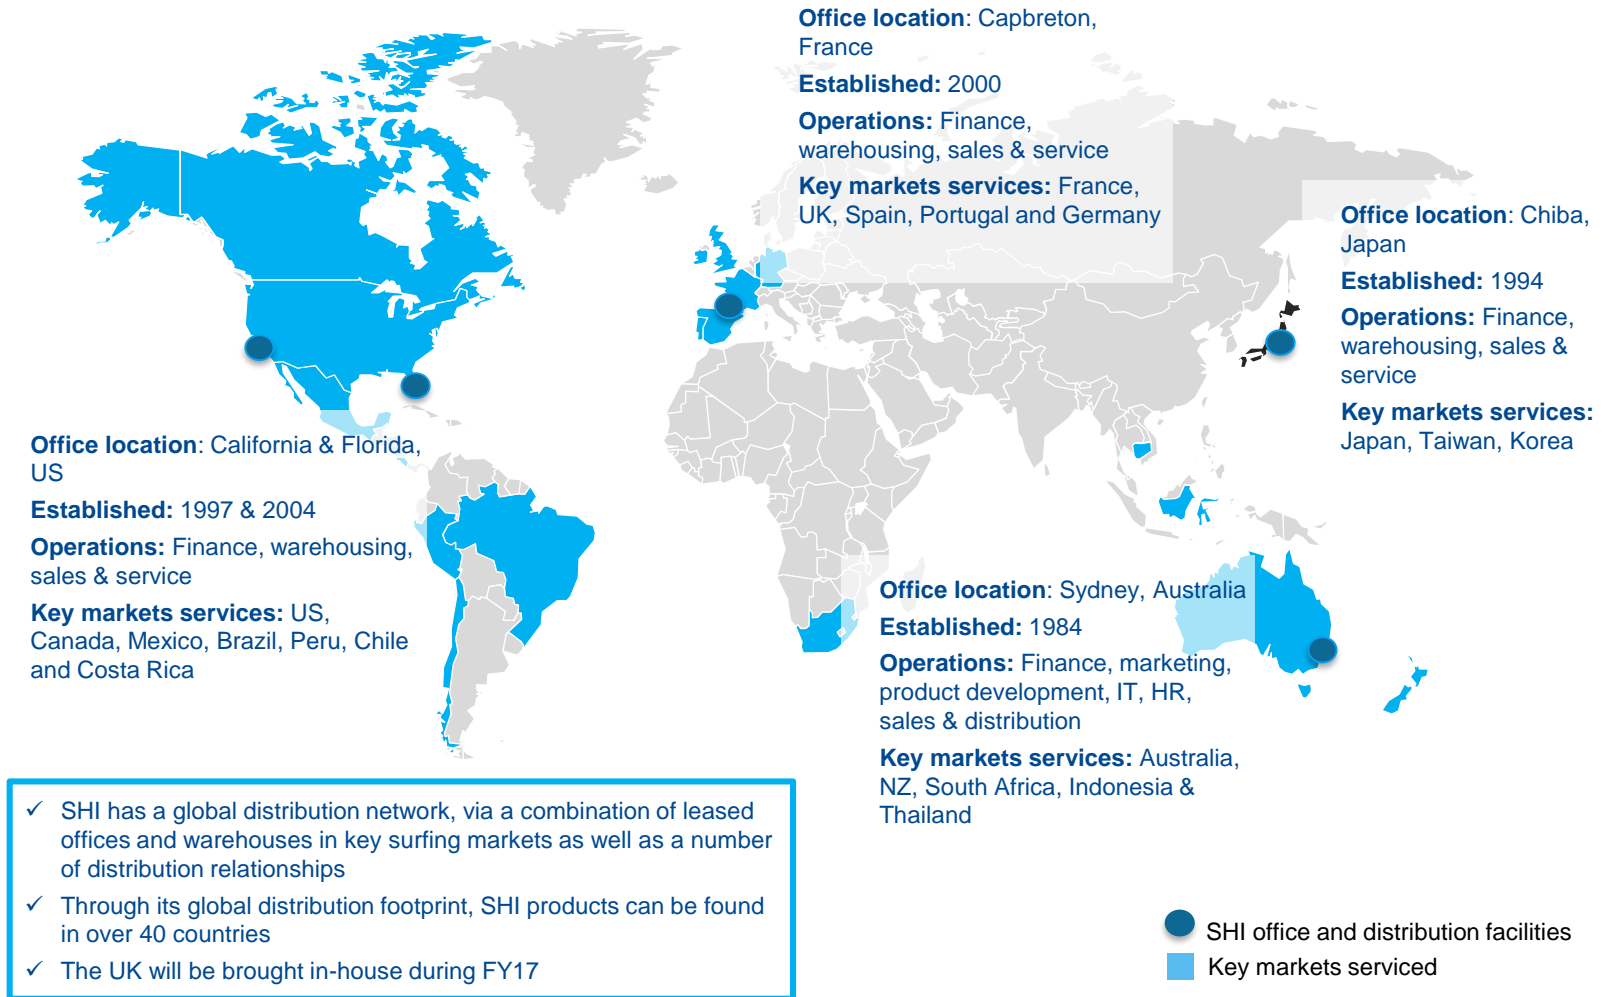 Office location: Capbreton,
France
Established: 2000
Operations: Finance,
warehousing, sales & service
Key markets services: France,
UK, Spain, Portugal and Germany
Office location: Chiba,
Japan
Established: 1994
Operations: Finance,
warehousing, sales &
service
Key markets services:
Japan, Taiwan, Korea
Office location: California & Florida,
US
Established: 1997 & 2004
Operations: Finance, warehousing,
sales & service
Key markets services: US,
Canada, Mexico, Brazil, Peru, Chile
and Costa Rica
Office location: Sydney, Australia
Established: 1984
Operations: Finance, marketing,
product development, IT, HR,
sales & distribution
Key markets services: Australia,
NZ, South Africa, Indonesia &
Thailand
✓ SHI has a global distribution network, via a combination of leased
offices and warehouses in key surfing markets as well as a number
of distribution relationships
✓ Through its global distribution footprint, SHI products can be found
in over 40 countries
✓ The UK will be brought in-house during FY17
SHI office and distribution facilities
Key markets serviced